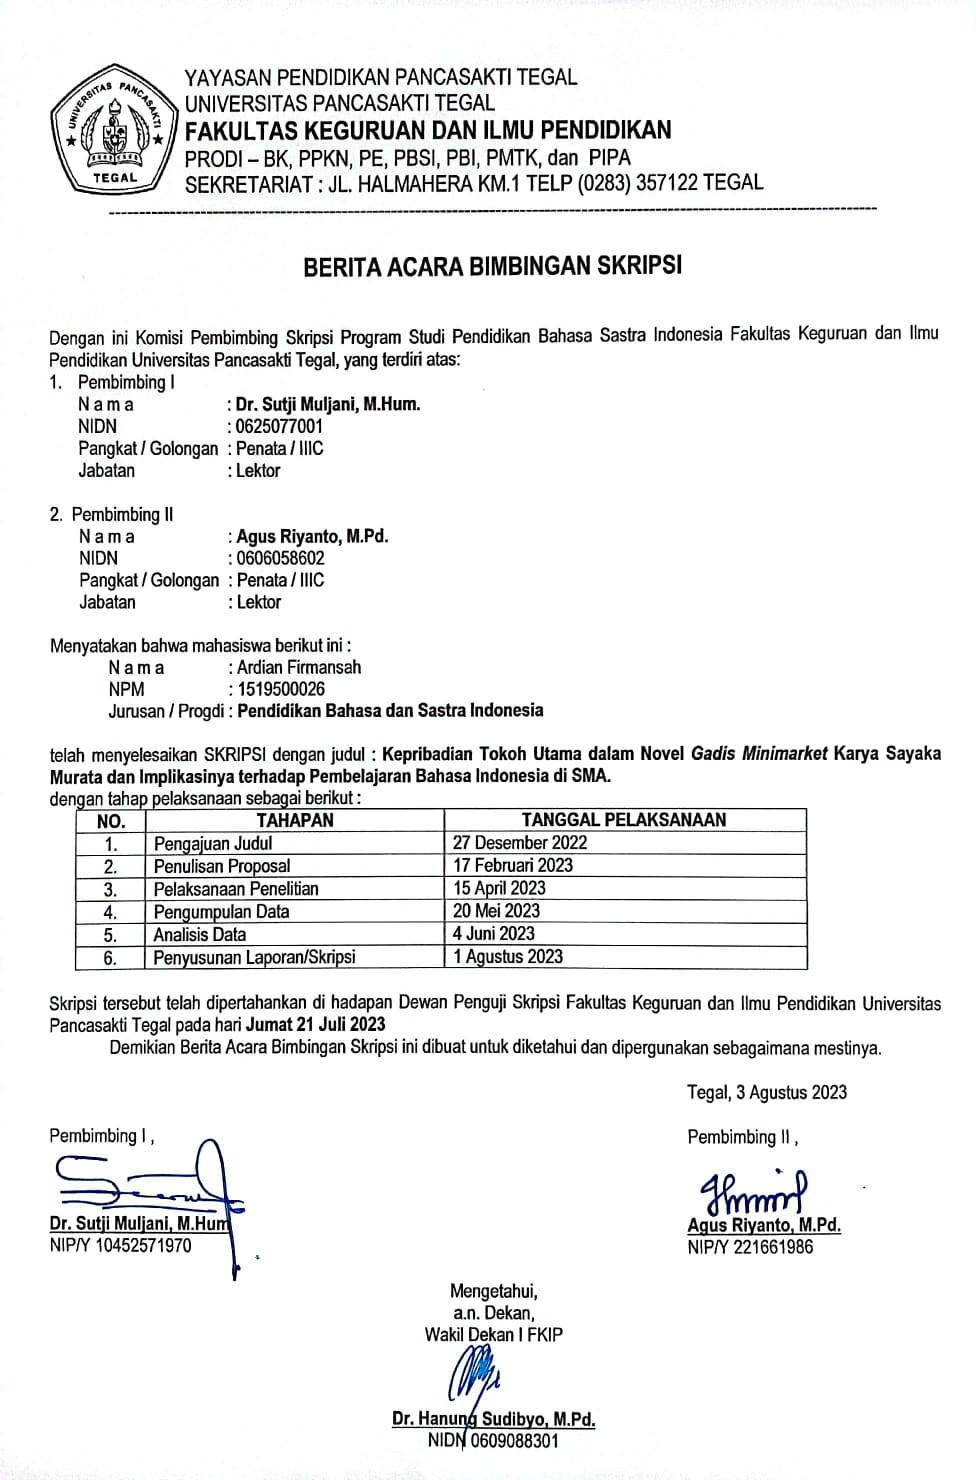 UNIVERSITAS PANCASAKTI
TEGAL
YAYASAN PENDIDIKAN PANCASAKTI TEGAL
UNIVERSITAS PANCASAKTI TEGAL
FAKULTAS KEGURUAN DAN ILMU PENDIDIKAN
PRODI – BK, PPKN, PE, PBSI, PBI, PMTK, dan PIPA
SEKRETARIAT : JL. HALMAHERA KM.1 TELP (0283) 357122 TEGAL
BERITA ACARA BIMBINGAN SKRIPSI
Dengan ini Komisi Pembimbing Skripsi Program Studi Pendidikan Bahasa Sastra Indonesia Fakultas Keguruan dan Ilmu
Pendidikan Universitas Pancasakti Tegal, yang terdiri atas:
1. Pembimbing I
N a m a : Dr. Sutji Muljani, M.Hum.
NIDN : 0625077001
Pangkat / Golongan : Penata / IIIC
Jabatan : Lektor
2. Pembimbing II
N a m a : Agus Riyanto, M.Pd.
NIDN : 0606058602
Pangkat / Golongan : Penata / IIIC
Jabatan : Lektor
Menyatakan bahwa mahasiswa berikut ini :
N a m a : Ardian Firmansah
NPM : 1519500026
Jurusan / Progdi : Pendidikan Bahasa dan Sastra Indonesia
telah menyelesaikan SKRIPSI dengan judul : Kepribadian Tokoh Utama dalam Novel Gadis Minimarket Karya Sayaka
Murata dan Implikasinya terhadap Pembelajaran Bahasa Indonesia di SMA.
dengan tahap pelaksanaan sebagai berikut :
NO. TAHAPAN TANGGAL PELAKSANAAN
1. Pengajuan Judul 27 Desember 2022
2. Penulisan Proposal 17 Februari 2023
3. Pelaksanaan Penelitian 15 April 2023
4. Pengumpulan Data 20 Mei 2023
5. Analisis Data 4 Juni 2023
6. Penyusunan Laporan/Skripsi 1 Agustus 2023
Skripsi tersebut telah dipertahankan di hadapan Dewan Penguji Skripsi Fakultas Keguruan dan Ilmu Pendidikan Universitas
Pancasakti Tegal pada hari Jumat 21 Juli 2023
Demikian Berita Acara Bimbingan Skripsi ini dibuat untuk diketahui dan dipergunakan sebagaimana mestinya.
Tegal, 3 Agustus 2023
Pembimbing I ,
Pembimbing II ,
Dr. Sutji Muljani, M.Hum
NIP/Y 10452571970
Agus Riyanto, M.Pd.
NIP/Y 221661986
Mengetahui,
a.n. Dekan,
Wakil Dekan I FKIP
Dr. Hanung Sudibyo, M.Pd.
NIDN 0609088301